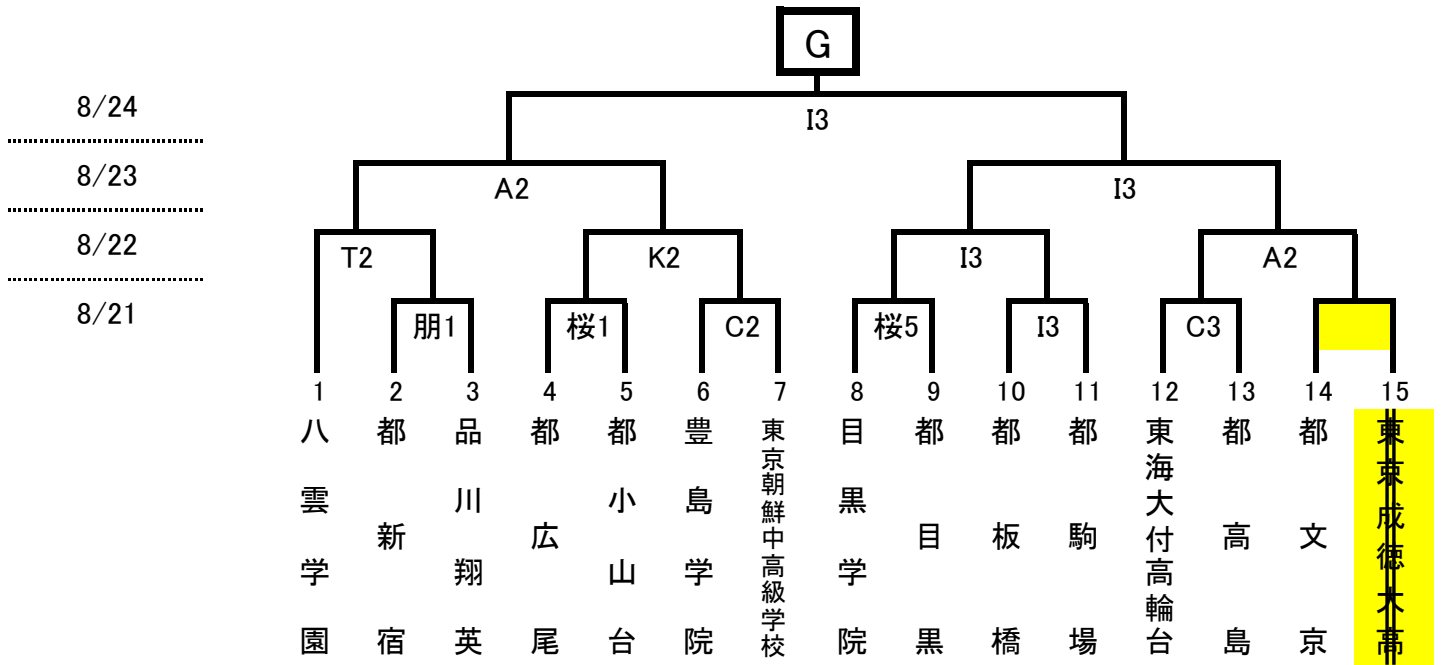 G
8/24
I3
8/23
A2
I3
8/22
T2
K2
I3
A2
8/21
朋1
桜1
C2
桜5
I3
C3
1
2
3
4
5
6
7
8
9
10
11
12
13
14
15
八雲学園
都新宿
品川翔英
都広尾
都小山台
豊島学院
東京朝鮮中高級学校
目黒学院
都目黒
都板橋
都駒場
東海大付高輪台
都高島
都文京
東京成徳大高